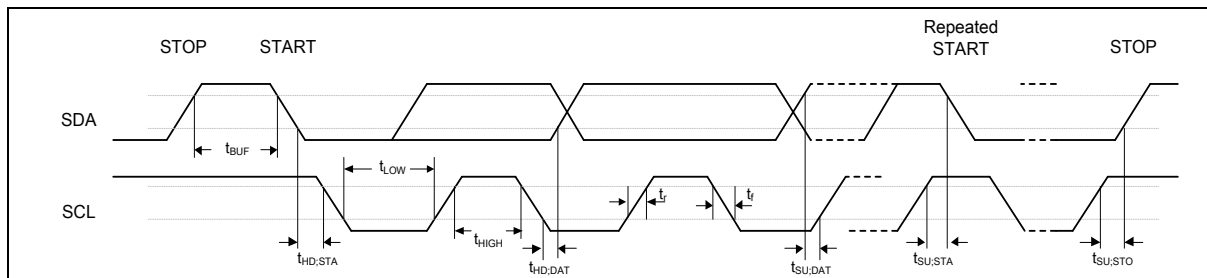 STOP
START
Repeated
START
STOP
SDA
tBUF
tLOW
SCL
tr
tf
tHIGH
tHD;STA
tHD;DAT
tSU;DAT
tSU;STA
tSU;STO